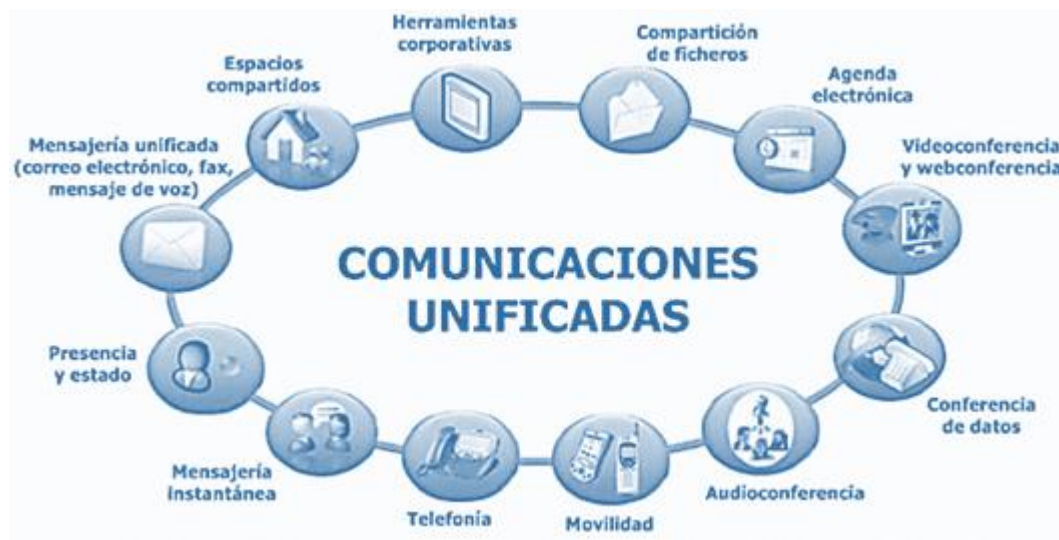 Herramientas
corporativas
Compartición
de ficheros
Espacios
compartidos
Agenda
electrónica
Mensajería unificada
(correo electrónico, fax,
mensaje de voz)
Videoconferencia
y webconferencia
COMUNICACIONES
UNIFICADAS
Presencia
y estado
Conferencia
de datos
Mensajería
instantánea
Audioconferencia
Telefonía
Movilidad